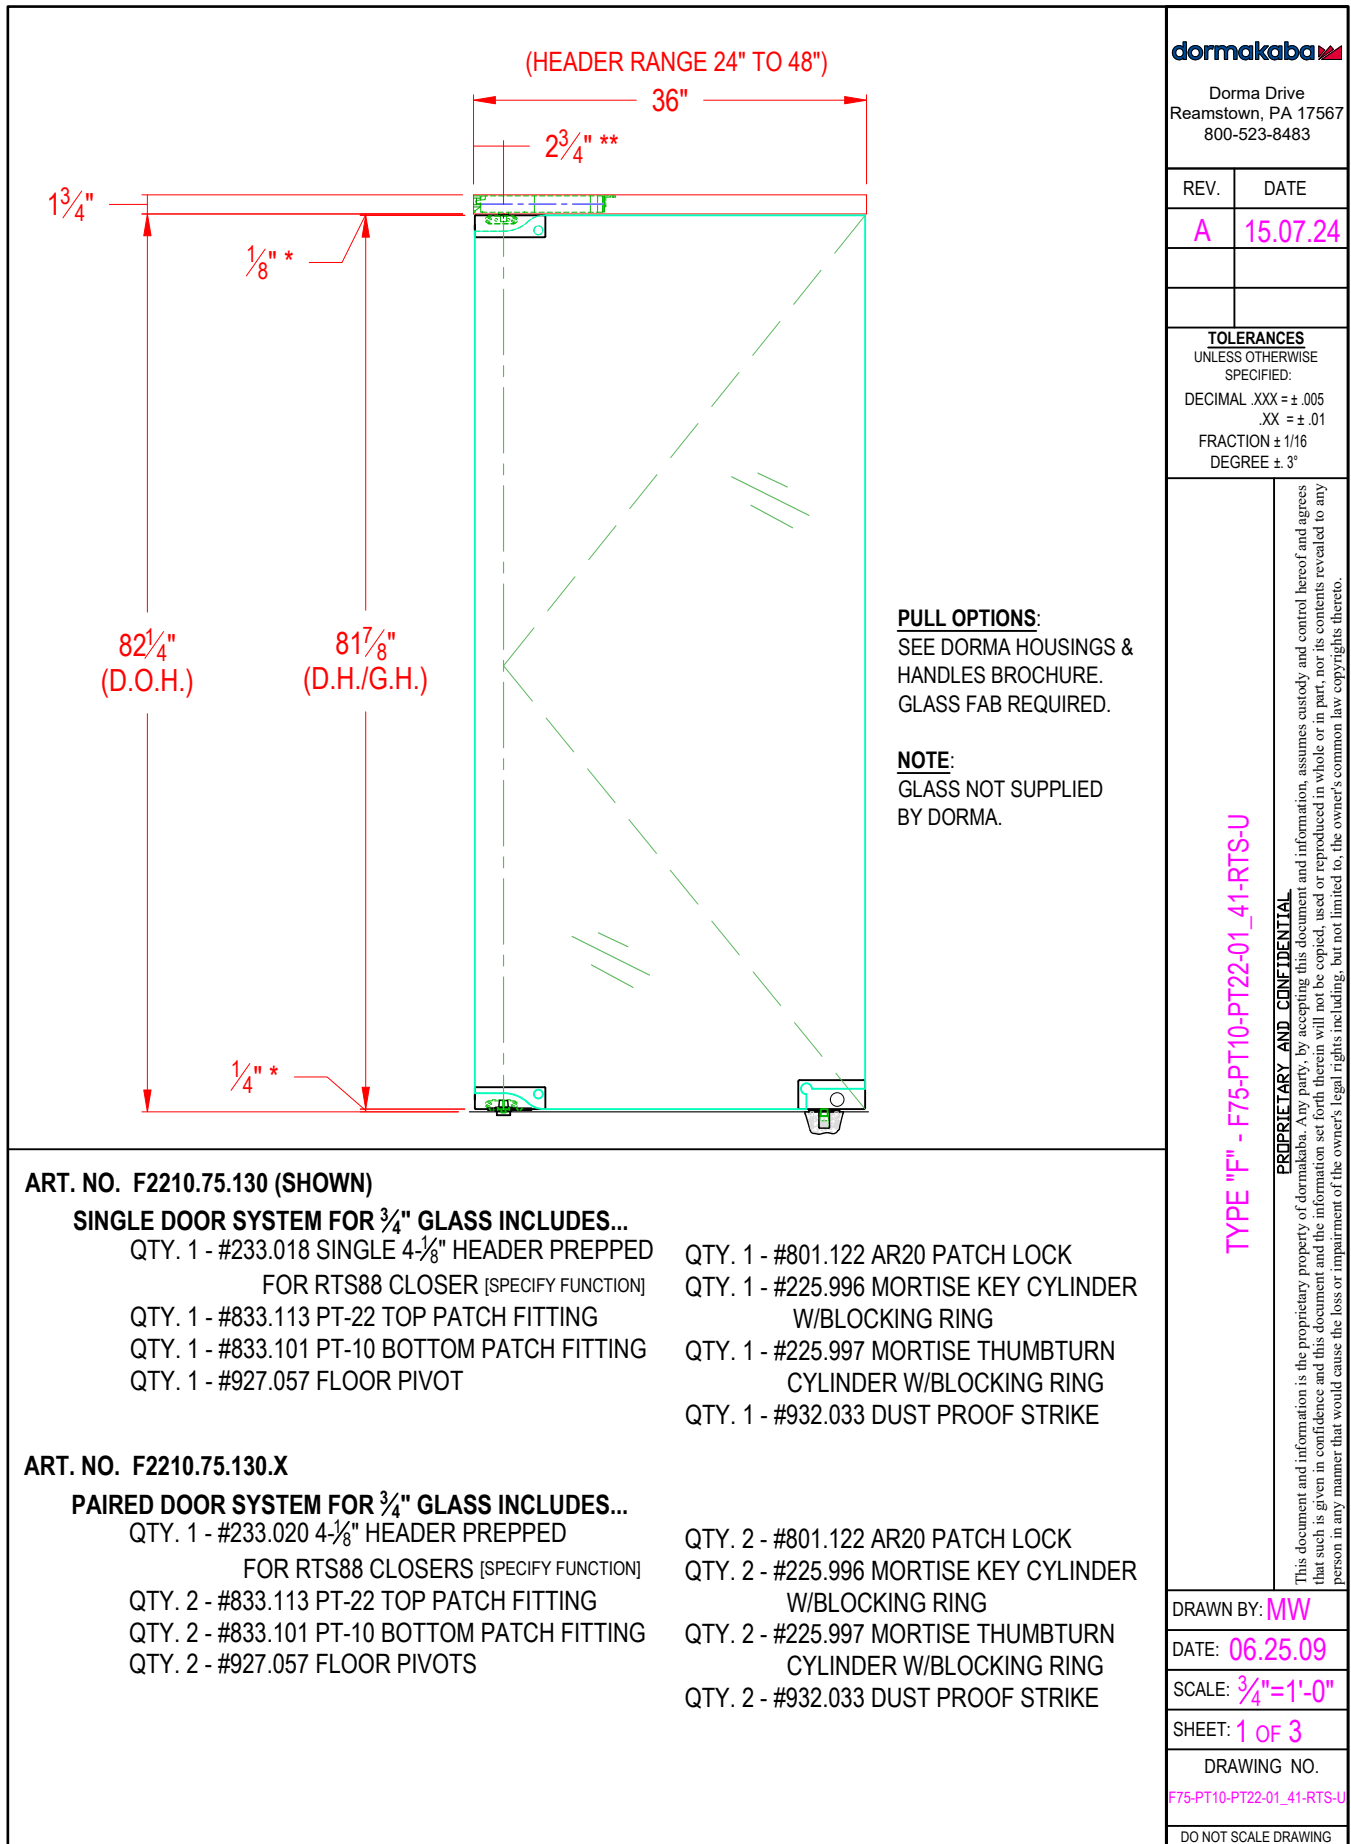 (HEADER RANGE 24" TO 48")
36"
2 3/4" **
1 3/4"
1/8" *
82 1/4"
(D.O.H.)
81 7/8"
(D.H./G.H.)
1/4" *
PULL OPTIONS:
SEE DORMA HOUSINGS &
HANDLES BROCHURE.
GLASS FAB REQUIRED.
NOTE:
GLASS NOT SUPPLIED
BY DORMA.
ART. NO. F2210.75.130 (SHOWN)
SINGLE DOOR SYSTEM FOR 3/4" GLASS INCLUDES...
QTY. 1 - #233.018 SINGLE 4-1/8" HEADER PREPPED
FOR RTS88 CLOSER [SPECIFY FUNCTION]
QTY. 1 - #833.113 PT-22 TOP PATCH FITTING
QTY. 1 - #833.101 PT-10 BOTTOM PATCH FITTING
QTY. 1 - #927.057 FLOOR PIVOT
QTY. 1 - #801.122 AR20 PATCH LOCK
QTY. 1 - #225.996 MORTISE KEY CYLINDER
W/BLOCKING RING
QTY. 1 - #225.997 MORTISE THUMBTURN
CYLINDER W/BLOCKING RING
QTY. 1 - #932.033 DUST PROOF STRIKE
ART. NO. F2210.75.130.X
PAIRED DOOR SYSTEM FOR 3/4" GLASS INCLUDES...
QTY. 1 - #233.020 4-1/8" HEADER PREPPED
FOR RTS88 CLOSERS [SPECIFY FUNCTION]
QTY. 2 - #833.113 PT-22 TOP PATCH FITTING
QTY. 2 - #833.101 PT-10 BOTTOM PATCH FITTING
QTY. 2 - #927.057 FLOOR PIVOTS
QTY. 2 - #801.122 AR20 PATCH LOCK
QTY. 2 - #225.996 MORTISE KEY CYLINDER
W/BLOCKING RING
QTY. 2 - #225.997 MORTISE THUMBTURN
CYLINDER W/BLOCKING RING
QTY. 2 - #932.033 DUST PROOF STRIKE
dormakaba
Dorma Drive
Reamstown, PA 17567
800-523-8483
REV. DATE
A 15.07.24
TOLERANCES
UNLESS OTHERWISE
SPECIFIED:
DECIMAL .XXX = ± .005
.XX = ± .01
FRACTION ± 1/16
DEGREE ±. 3°
TYPE "F" - F75-PT10-PT22-01_41-RTS-U
PROPRIETARY AND CONFIDENTIAL
This document and information is the proprietary property of dormakaba. Any party, by accepting this document and information, assumes custody and control hereof and agrees
that such is given in confidence and this document and the information set forth therein will not be copied, used or reproduced in whole or in part, nor its contents revealed to any
person in any manner that would cause the loss or impairment of the owner's legal rights including, but not limited to, the owner's common law copyrights thereto.
DRAWN BY: MW
DATE: 06.25.09
SCALE: 3/4"=1'-0"
SHEET: 1 OF 3
DRAWING NO.
F75-PT10-PT22-01_41-RTS-U
DO NOT SCALE DRAWING